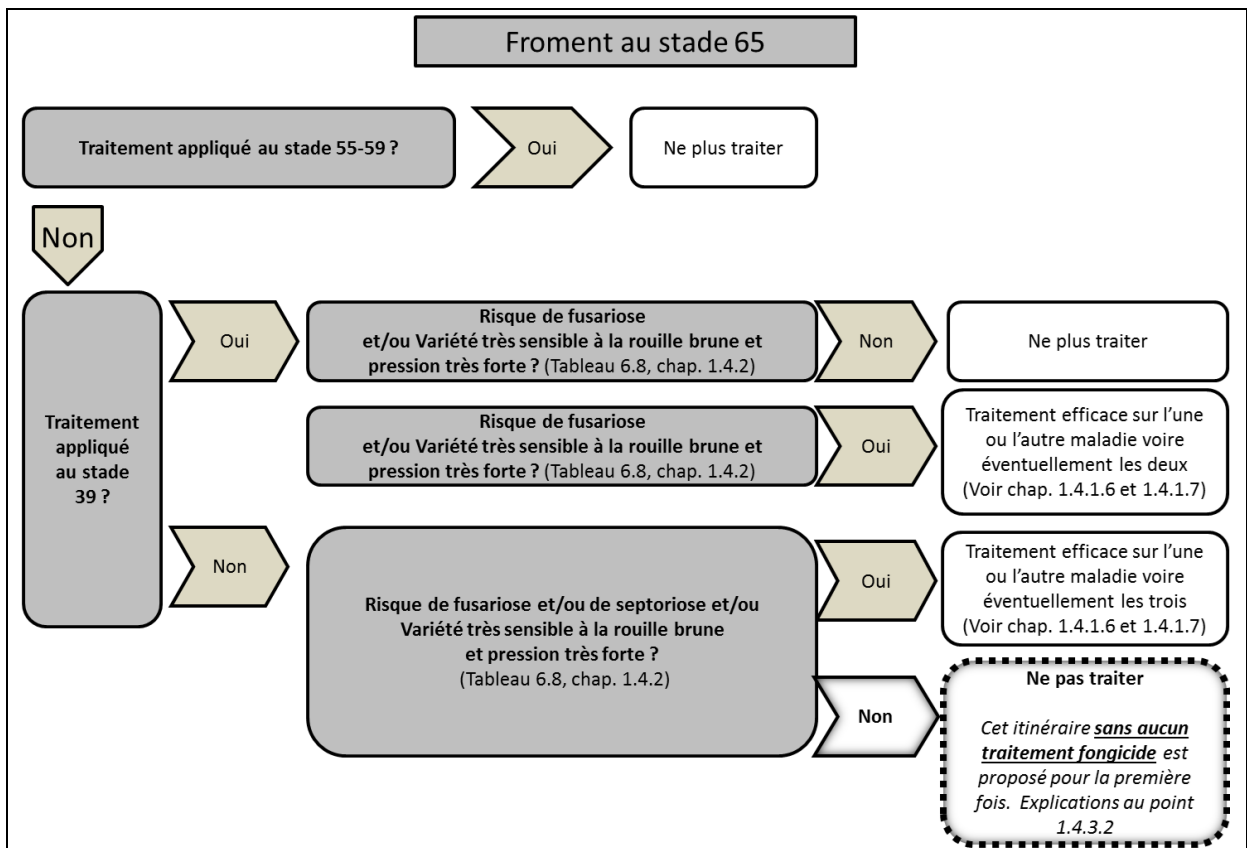 Froment au stade 65
Traitement appliqué au stade 55-59 ?
Oui
Ne plus traiter
Non
Traitement
appliqué
au stade
39 ?
Oui
Risque de fusariose
et/ou Variété très sensible à la rouille brune et
pression très forte ? (Tableau 6.8, chap. 1.4.2)
Non
Ne plus traiter
Risque de fusariose
et/ou Variété très sensible à la rouille brune et
pression très forte ? (Tableau 6.8, chap. 1.4.2)
Oui
Traitement efficace sur l’une
ou l’autre maladie voire
éventuellement les deux
(Voir chap. 1.4.1.6 et 1.4.1.7)
Non
Risque de fusariose et/ou de septoriose et/ou
Variété très sensible à la rouille brune
et pression très forte ?
(Tableau 6.8, chap. 1.4.2)
Oui
Traitement efficace sur l’une
ou l’autre maladie voire
éventuellement les trois
(Voir chap. 1.4.1.6 et 1.4.1.7)
Non
Ne pas traiter
Cet itinéraire sans aucun
traitement fongicide est
proposé pour la première
fois. Explications au point
1.4.3.2